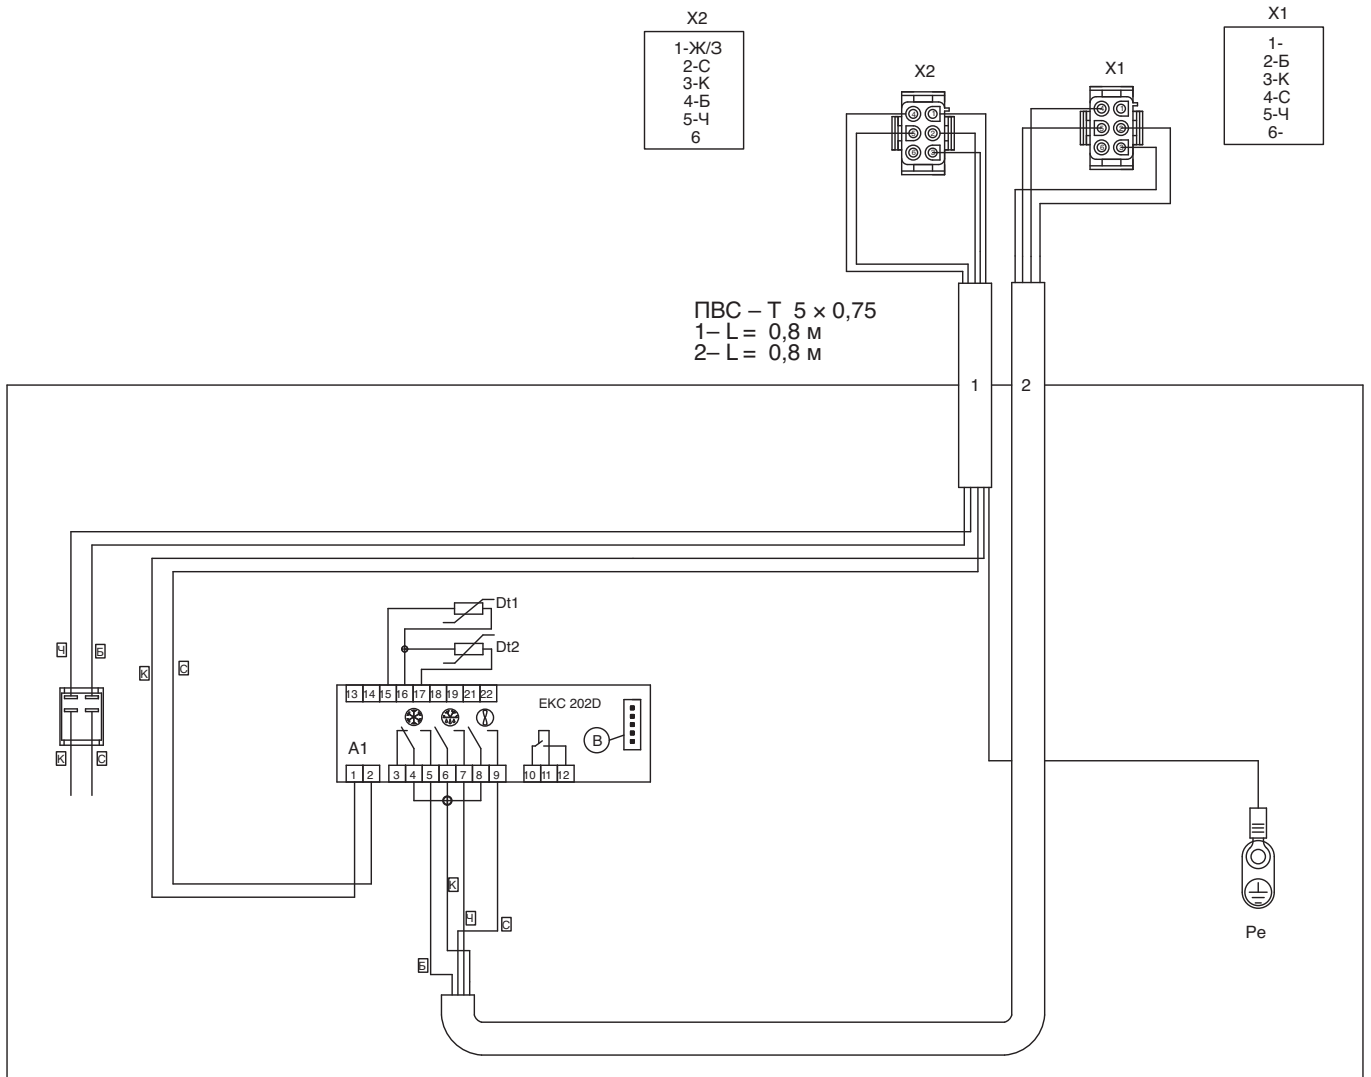 X2
1-Ж/З
2-С
3-К
4-Б
5-Ч
6
X1
1-
2-Б
3-К
4-С
5-Ч
6-
X2
X1
ПВС – Т 5 × 0,75
1– L = 0,8 м
2– L = 0,8 м
1
2
Dt1
Dt2
Ч
Б
К
С
К
С
13 14 15 16 17 18 19 21 22
EKC 202D
B
A1
1 2 3 4 5 6 7 8 9 10 11 12
К
Ч
С
Б
Pe